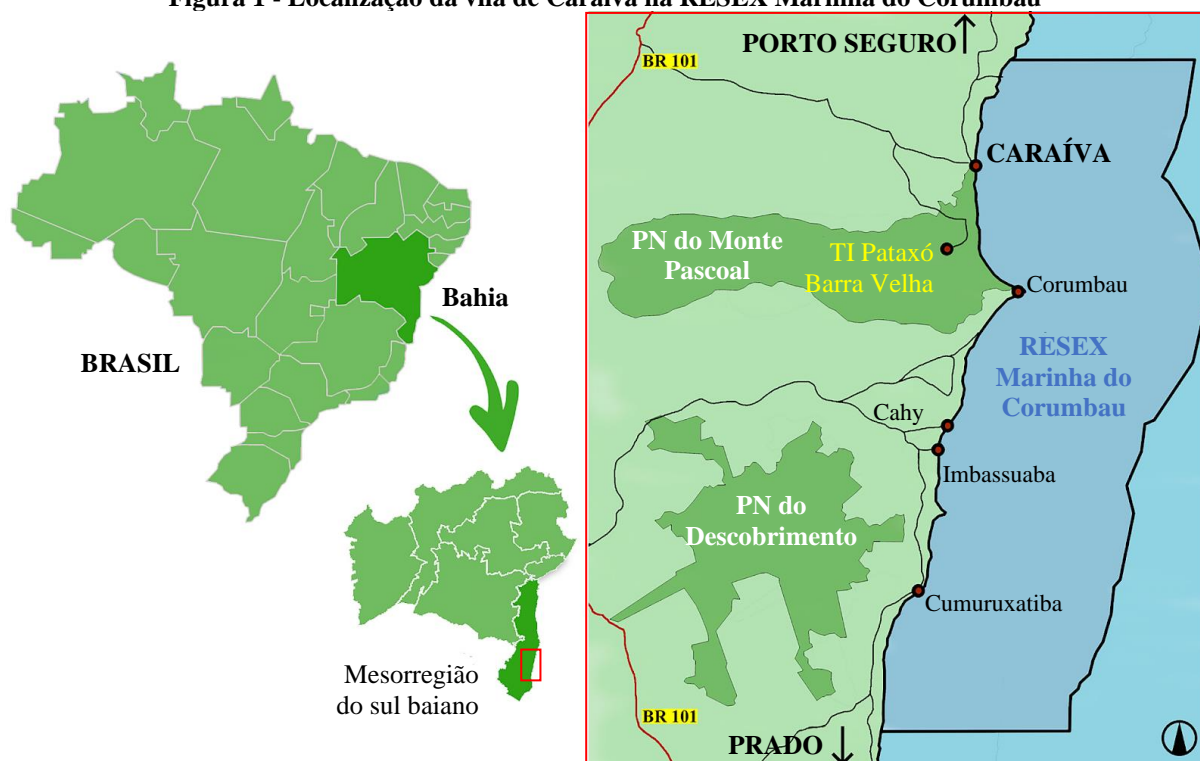 Figura 1 - Localização da vila de Caraíva na RESEX Marinha do Corumbau
BRASIL
Bahia
Mesorregião
do sul baiano
PORTO SEGURO
BR 101
CARAÍVA
PN do Monte
Pascoal
TI Pataxó
Barra Velha
Corumbau
RESEX
Marinha do
Corumbau
Cahy
Imbassuaba
PN do
Descobrimento
Cumuruxatiba
BR 101
PRADO